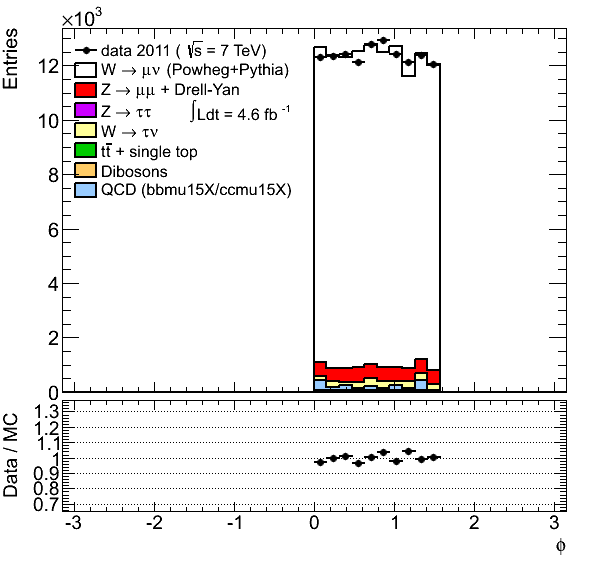 ×10³
Entries
data 2011 ( √s = 7 TeV)
W → μν (Powheg+Pythia)
Z → μμ + Drell-Yan
Z → ττ
∫Ldt = 4.6 fb⁻¹
W → τν
tt̄ + single top
Dibosons
QCD (bbmu15X/ccmu15X)
12
10
8
6
4
2
0
Data / MC
1.3
1.2
1.1
1
0.9
0.8
0.7
-3 -2 -1 0 1 2 3
ϕ